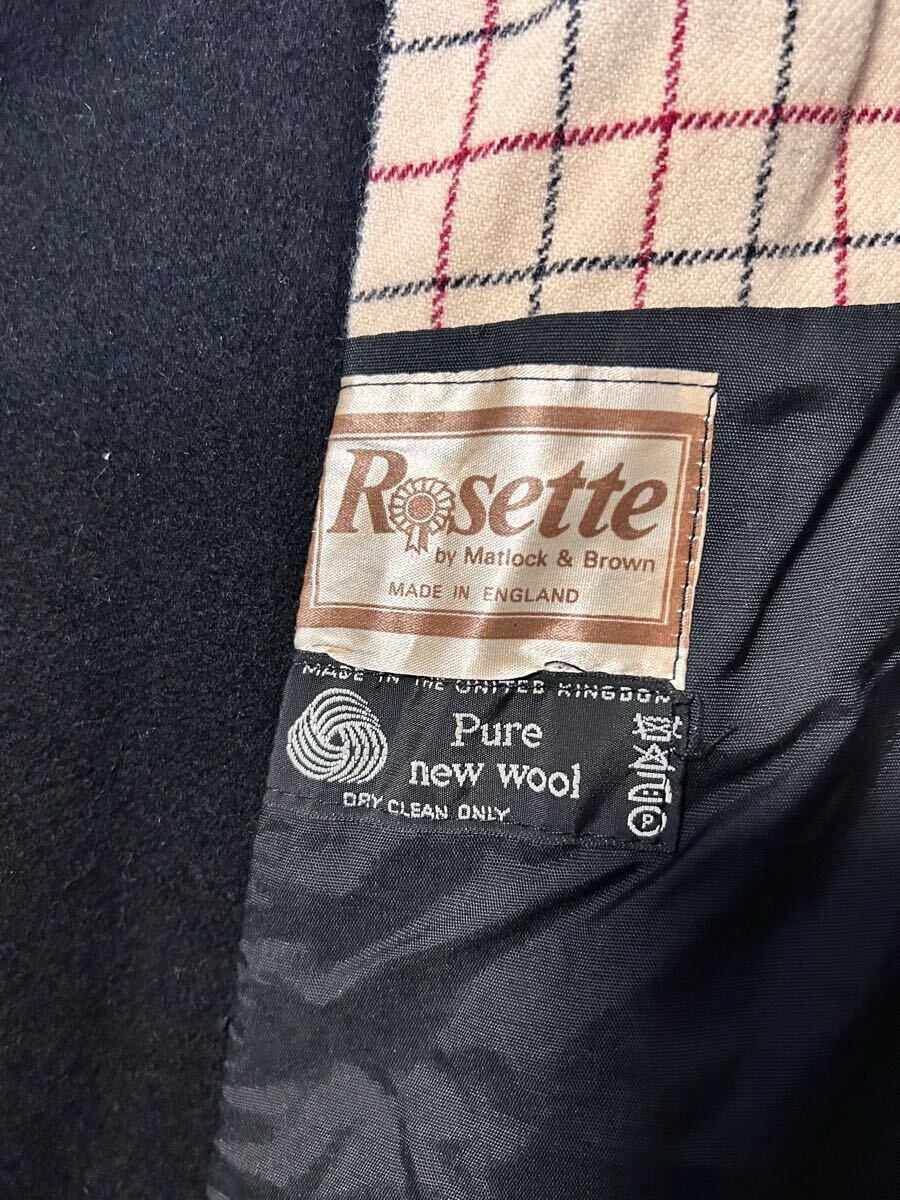 Rosette
by Matlock & Brown
MADE IN ENGLAND
MADE IN THE UNITED KINGDOM
Pure
new wool
DRY CLEAN ONLY
P